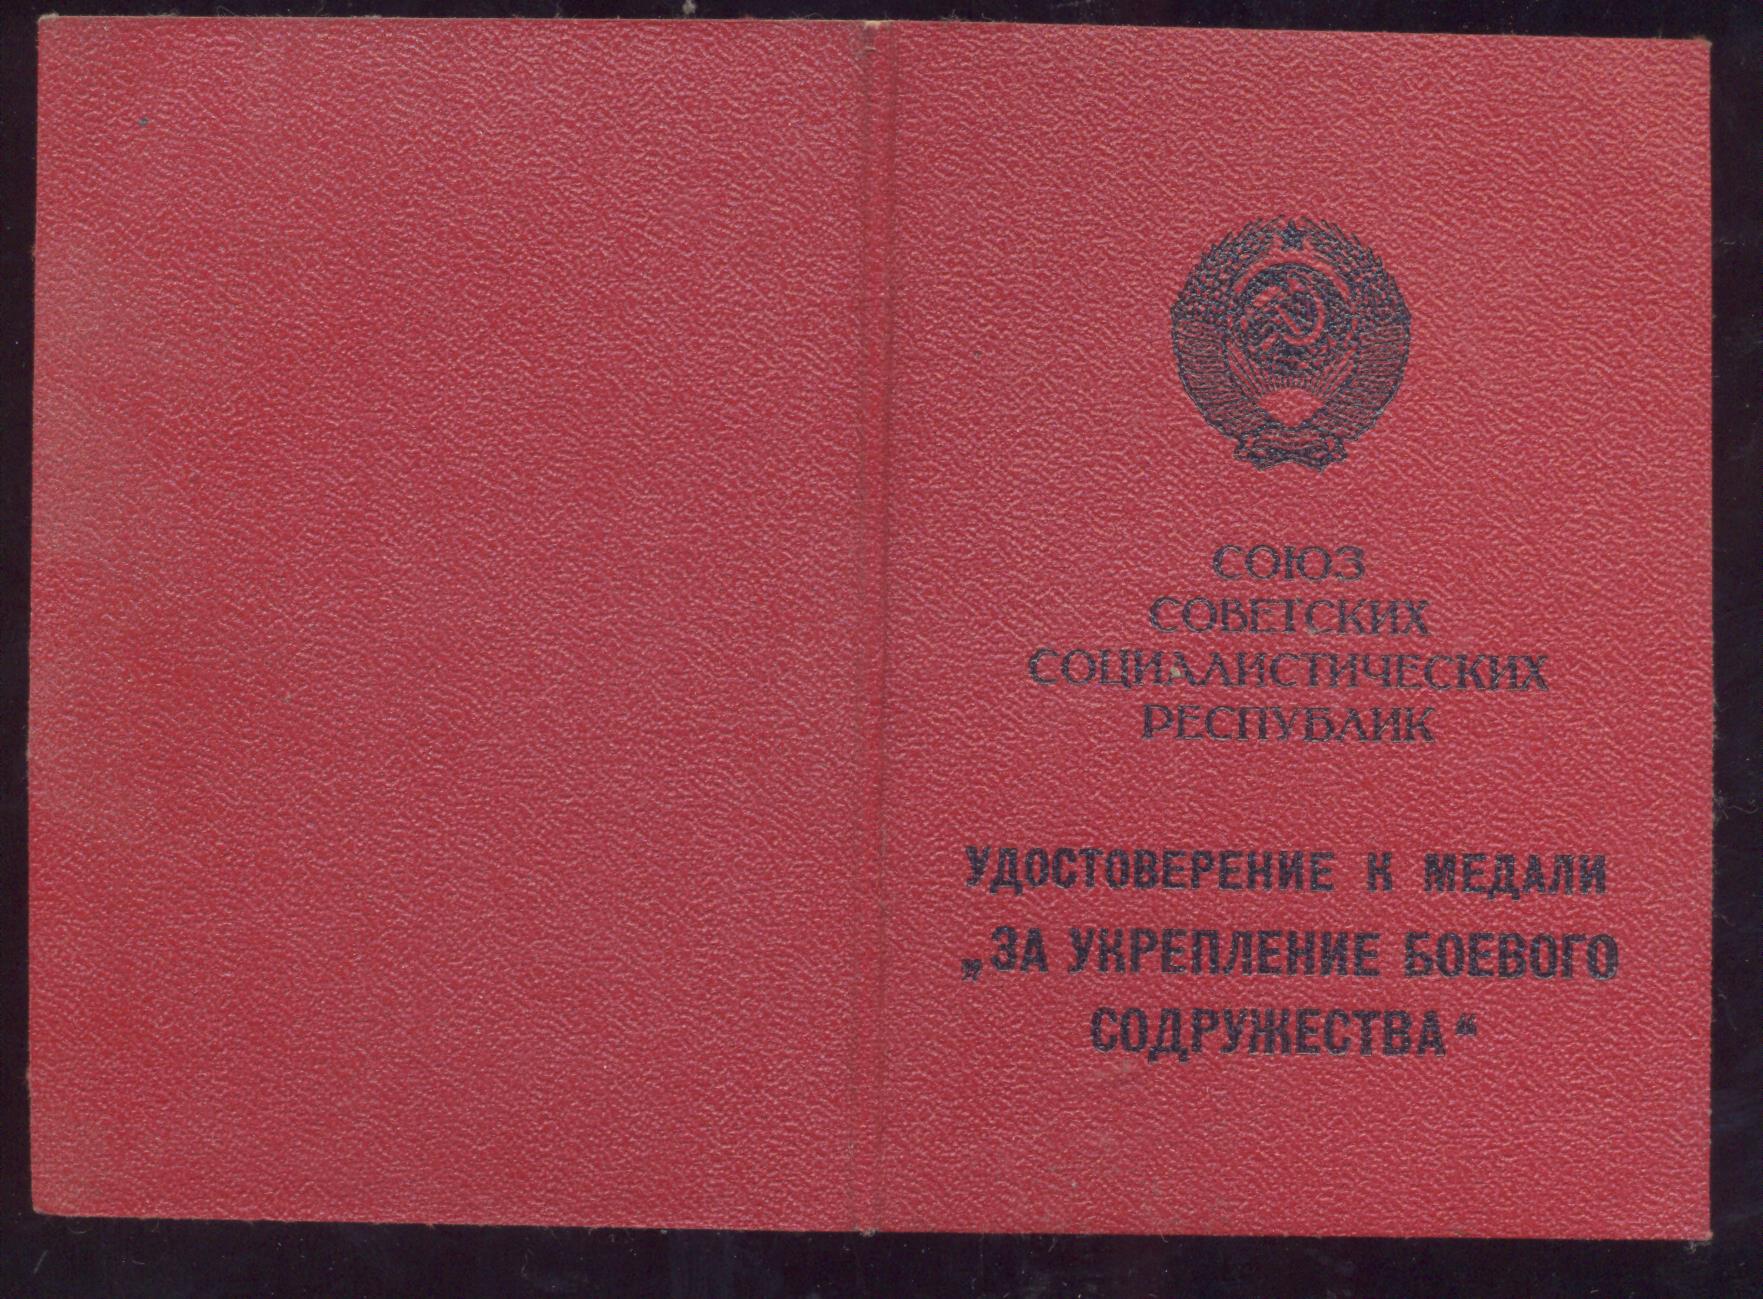 СОЮЗ
СОВЕТСКИХ
СОЦИАЛИСТИЧЕСКИХ
РЕСПУБЛИК
УДОСТОВЕРЕНИЕ К МЕДАЛИ
„ЗА УКРЕПЛЕНИЕ БОЕВОГО
СОДРУЖЕСТВА“